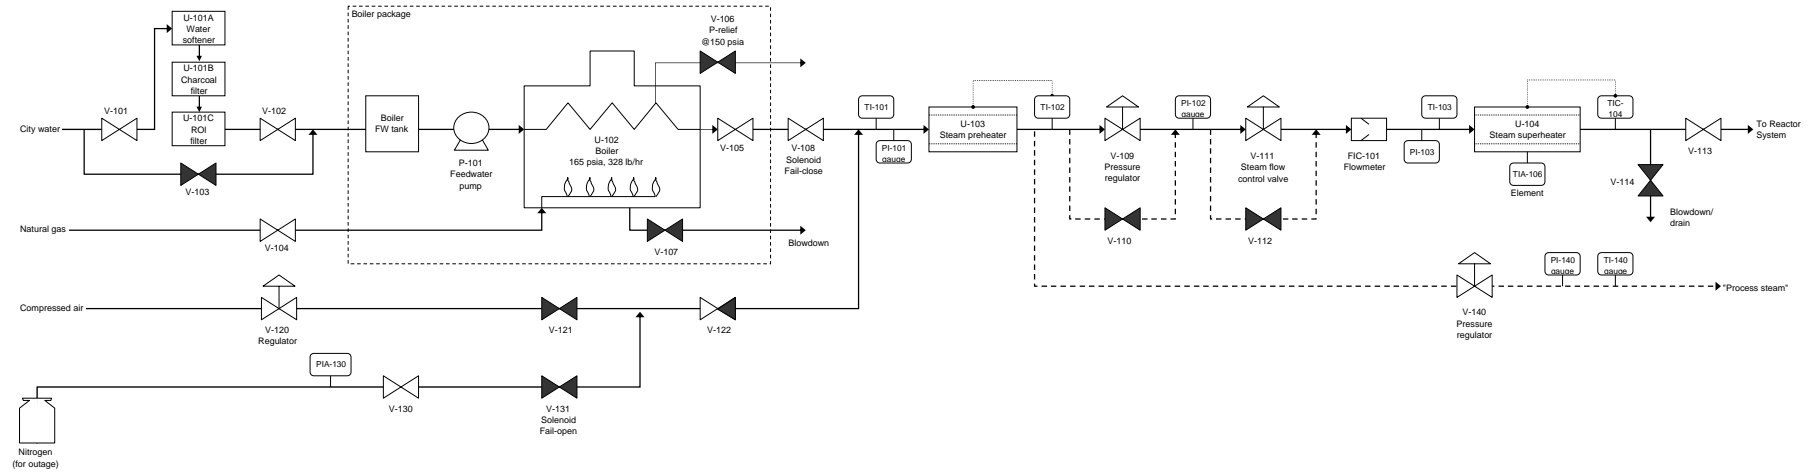 Boiler package
U-101A
Water
softener
U-101B
Charcoal
filter
U-101C
ROI
filter
V-101
V-102
City water
V-103
Boiler
FW tank
P-101
Feedwater
pump
U-102
Boiler
165 psia, 328 lb/hr
V-106
P-relief
@150 psia
V-105
V-108
Solenoid
Fail-close
TI-101
PI-101
gauge
U-103
Steam preheater
TI-102
V-109
Pressure
regulator
PI-102
gauge
V-111
Steam flow
control valve
FIC-101
Flowmeter
TI-103
PI-103
U-104
Steam superheater
TIC-
104
TIA-106
Element
V-113
To Reactor
System
V-114
Blowdown/
drain
V-110
V-112
Natural gas
V-104
V-107
Blowdown
Compressed air
V-120
Regulator
V-121
V-122
PI-140
gauge
TI-140
gauge
V-140
Pressure
regulator
"Process steam"
PIA-130
V-130
V-131
Solenoid
Fail-open
Nitrogen
(for outage)